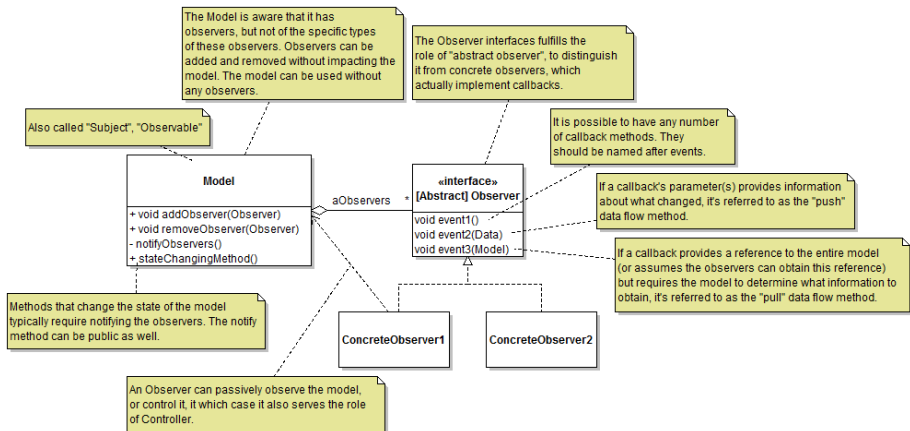 The Model is aware that it has
observers, but not of the specific types
of these observers. Observers can be
added and removed without impacting the
model. The model can be used without
any observers.
The Observer interfaces fulfills the
role of "abstract observer", to distinguish
it from concrete observers, which
actually implement callbacks.
Also called "Subject", "Observable"
It is possible to have any number
of callback methods. They
should be named after events.
Model
+ void addObserver(Observer)
+ void removeObserver(Observer)
- notifyObservers()
+ stateChangingMethod()
aObservers
*
«interface»
[Abstract] Observer
void event1()
void event2(Data)
void event3(Model)
If a callback's parameter(s) provides information
about what changed, it's referred to as the "push"
data flow method.
If a callback provides a reference to the entire model
(or assumes the observers can obtain this reference)
but requires the model to determine what information to
obtain, it's referred to as the "pull" data flow method.
Methods that change the state of the model
typically require notifying the observers. The notify
method can be public as well.
ConcreteObserver1
ConcreteObserver2
An Observer can passively observe the model,
or control it, it which case it also serves the role
of Controller.